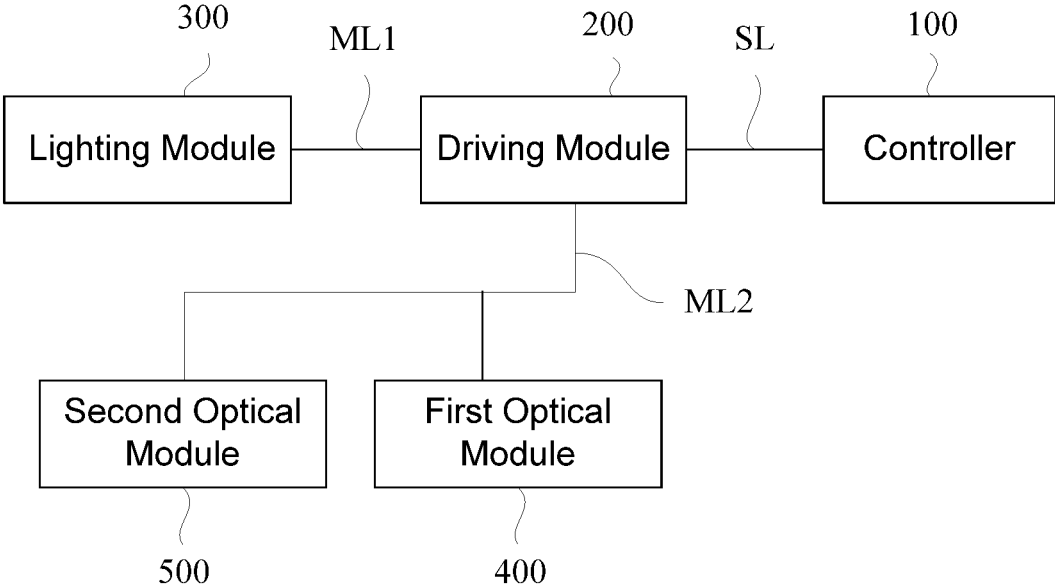 300
ML1
200
SL
100
Lighting Module
Driving Module
Controller
ML2
Second Optical
Module
First Optical
Module
500
400